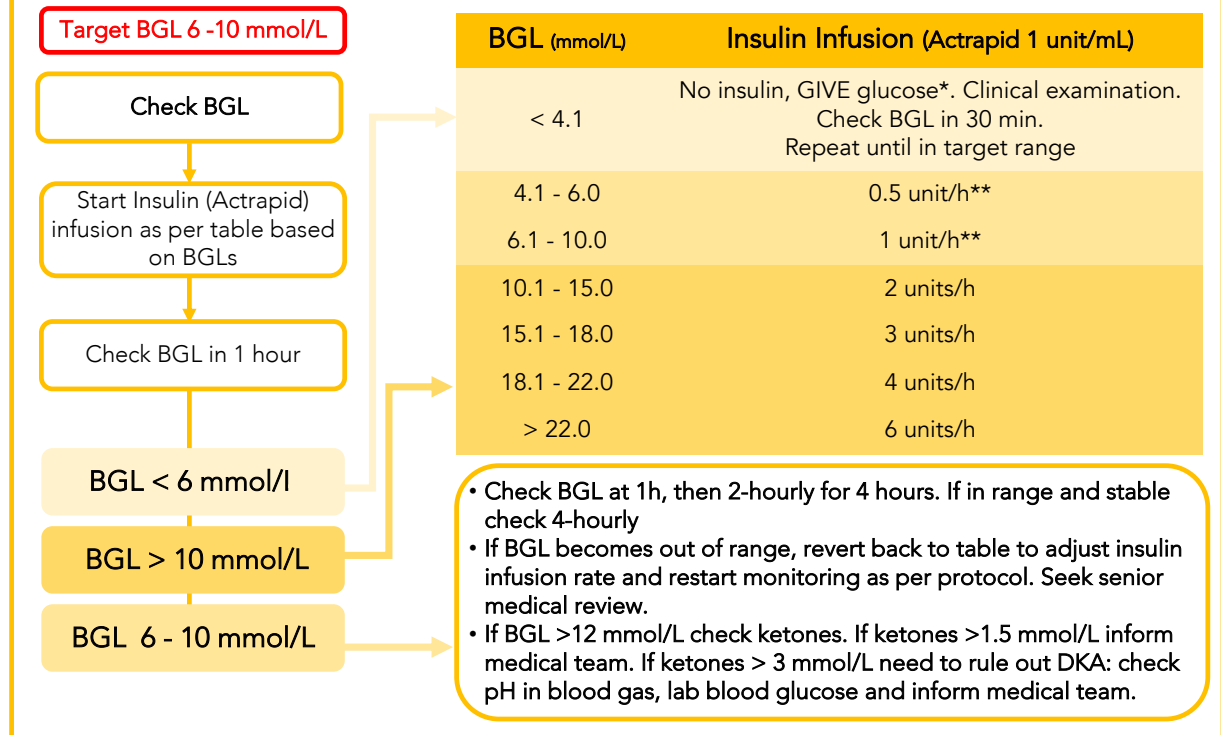 Target BGL 6 -10 mmol/L
Check BGL
Start Insulin (Actrapid)
infusion as per table based
on BGLs
Check BGL in 1 hour
BGL < 6 mmol/l
BGL > 10 mmol/L
BGL 6 - 10 mmol/L
BGL (mmol/L) Insulin Infusion (Actrapid 1 unit/mL)
< 4.1 No insulin, GIVE glucose*. Clinical examination.
Check BGL in 30 min.
Repeat until in target range
4.1 - 6.0 0.5 unit/h**
6.1 - 10.0 1 unit/h**
10.1 - 15.0 2 units/h
15.1 - 18.0 3 units/h
18.1 - 22.0 4 units/h
> 22.0 6 units/h
• Check BGL at 1h, then 2-hourly for 4 hours. If in range and stable
check 4-hourly
• If BGL becomes out of range, revert back to table to adjust insulin
infusion rate and restart monitoring as per protocol. Seek senior
medical review.
• If BGL >12 mmol/L check ketones. If ketones >1.5 mmol/L inform
medical team. If ketones > 3 mmol/L need to rule out DKA: check
pH in blood gas, lab blood glucose and inform medical team.